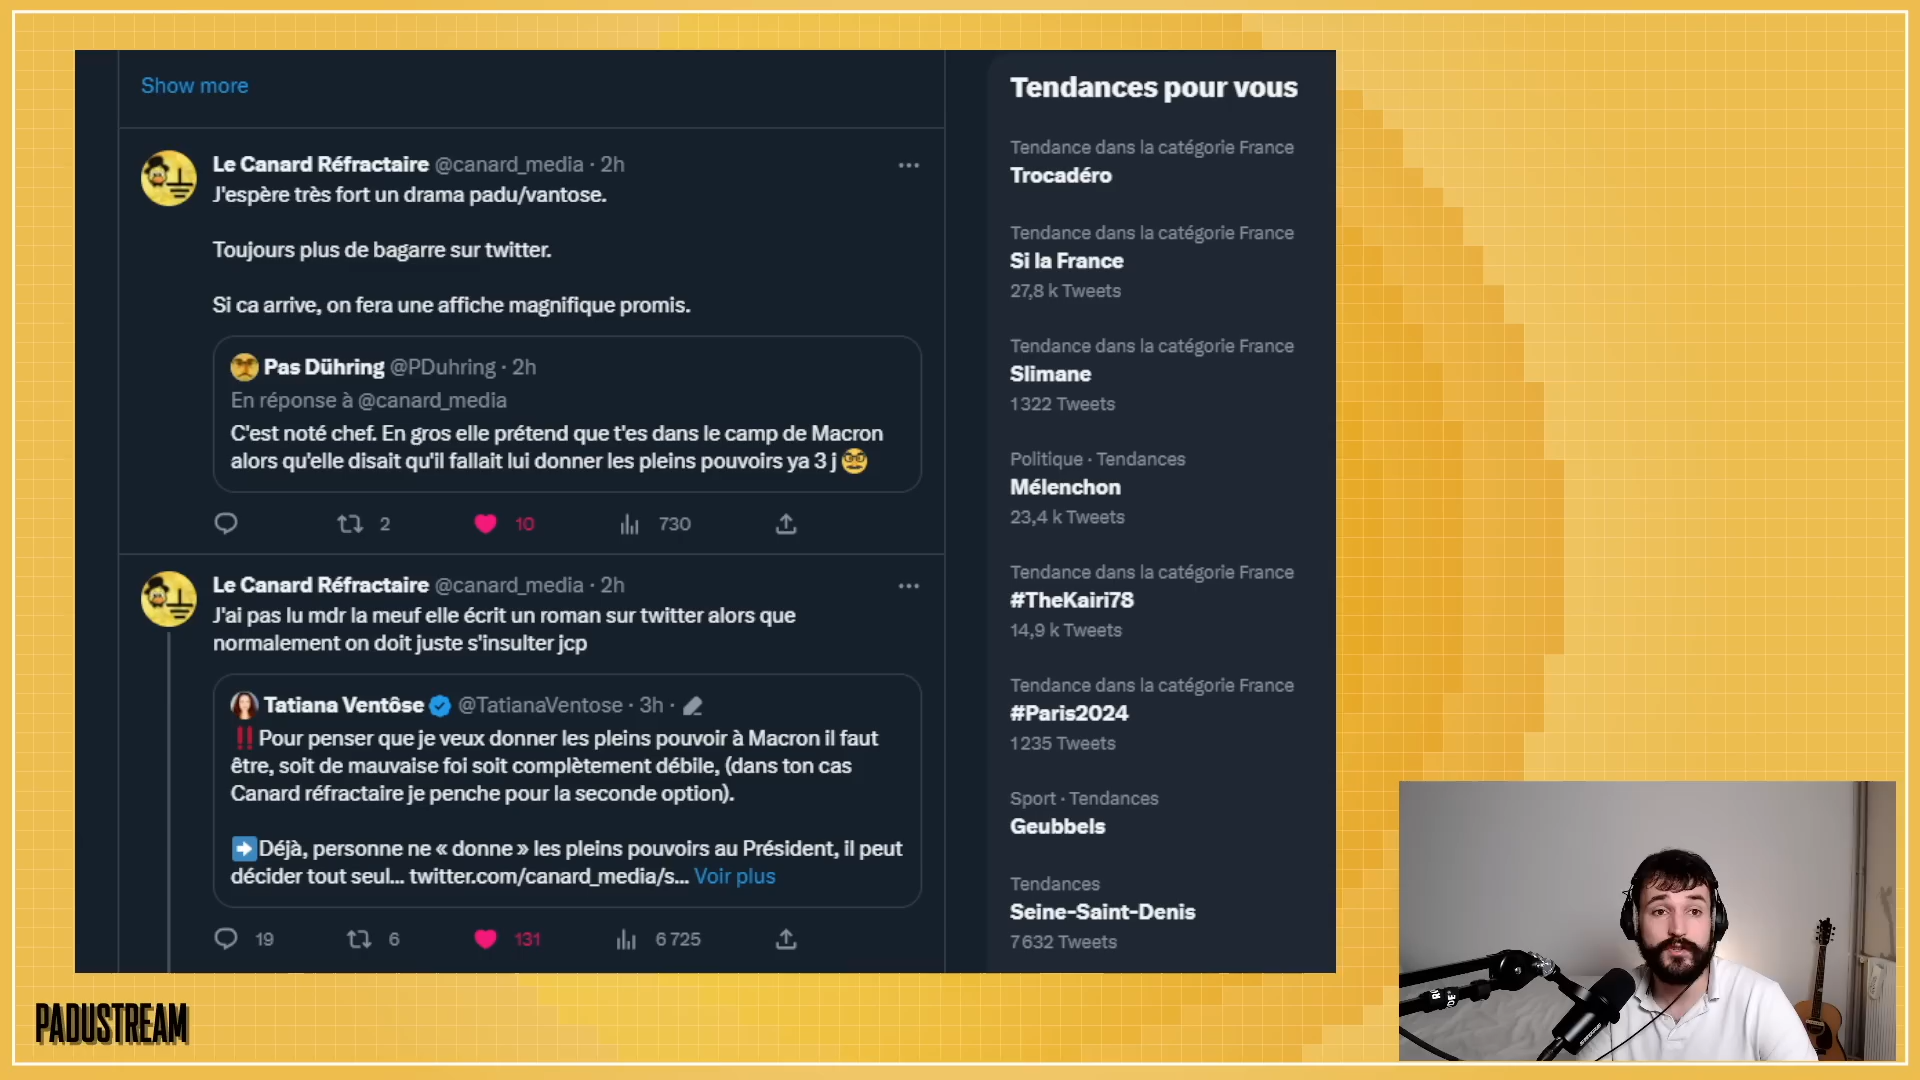 Show more
Le Canard Réfractaire @canard_media · 2h
J'espère très fort un drama padu/vantose.
Toujours plus de bagarre sur twitter.
Si ca arrive, on fera une affiche magnifique promis.
Pas Dühring @PDuhring · 2h
En réponse à @canard_media
C'est noté chef. En gros elle prétend que t'es dans le camp de Macron
alors qu'elle disait qu'il fallait lui donner les pleins pouvoirs ya 3 j
2 10 730
Le Canard Réfractaire @canard_media · 2h
J'ai pas lu mdr la meuf elle écrit un roman sur twitter alors que
normalement on doit juste s'insulter jcp
Tatiana Ventôse @TatianaVentose · 3h ·
‼Pour penser que je veux donner les pleins pouvoir à Macron il faut
être, soit de mauvaise foi soit complètement débile, (dans ton cas
Canard réfractaire je penche pour la seconde option).
➡Déjà, personne ne « donne » les pleins pouvoirs au Président, il peut
décider tout seul... twitter.com/canard_media/s... Voir plus
19 6 131 6 725
Tendances pour vous
Tendance dans la catégorie France
Trocadéro
Tendance dans la catégorie France
Si la France
27,8 k Tweets
Tendance dans la catégorie France
Slimane
1 322 Tweets
Politique · Tendances
Mélenchon
23,4 k Tweets
Tendance dans la catégorie France
#TheKairi78
14,9 k Tweets
Tendance dans la catégorie France
#Paris2024
1 235 Tweets
Sport · Tendances
Geubbels
Tendances
Seine-Saint-Denis
7 632 Tweets
PADUSTREAM